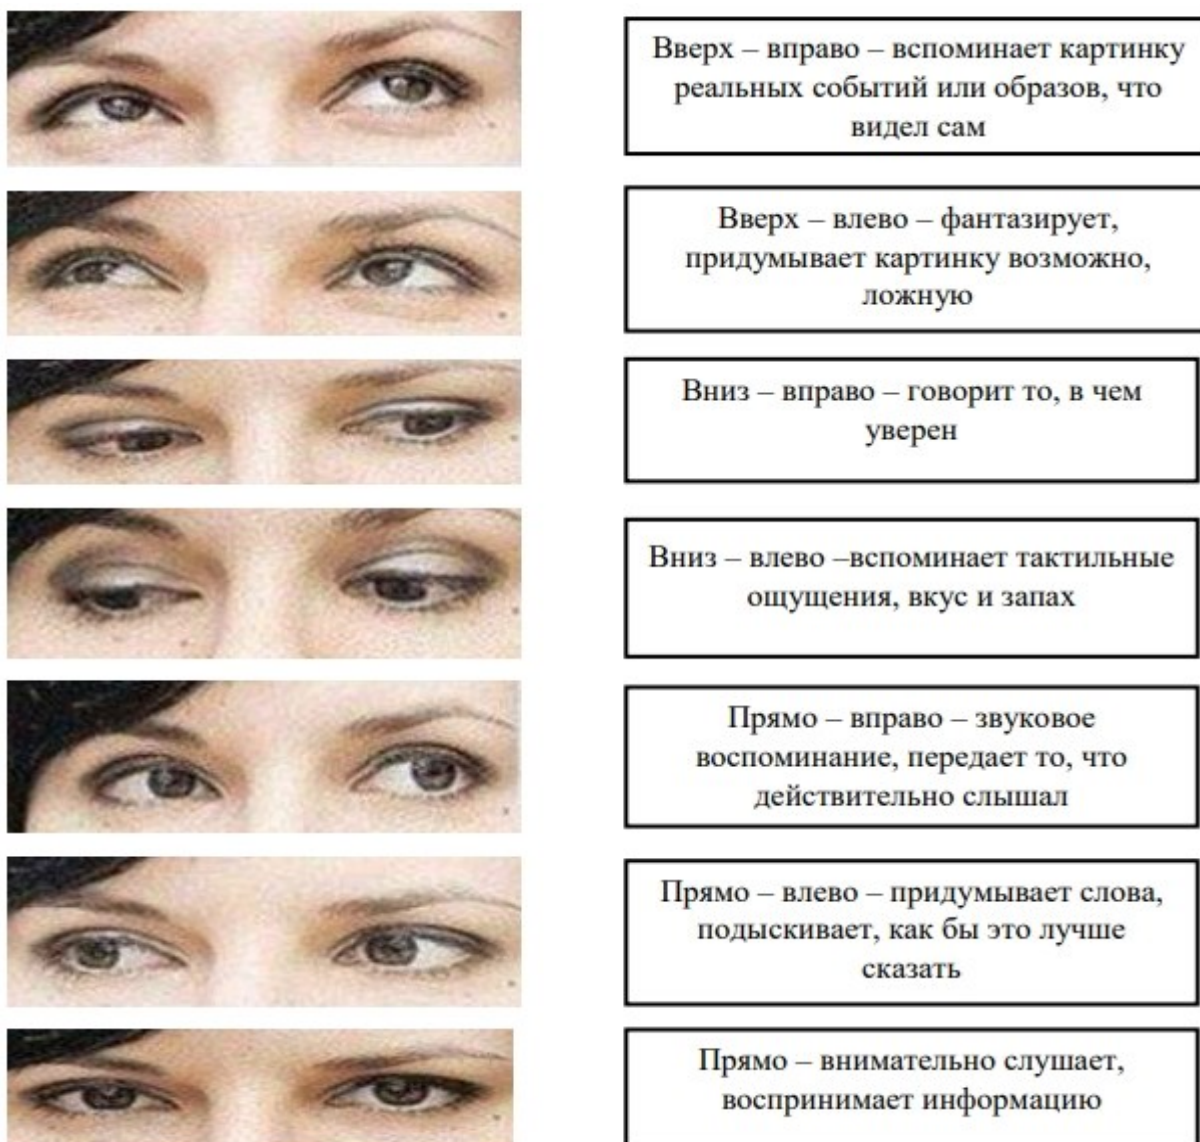 Вверх – вправо – вспоминает картинку
реальных событий или образов, что
видел сам
Вверх – влево – фантазирует,
придумывает картинку возможно,
ложную
Вниз – вправо – говорит то, в чем
уверен
Вниз – влево –вспоминает тактильные
ощущения, вкус и запах
Прямо – вправо – звуковое
воспоминание, передает то, что
действительно слышал
Прямо – влево – придумывает слова,
подыскивает, как бы это лучше
сказать
Прямо – внимательно слушает,
воспринимает информацию